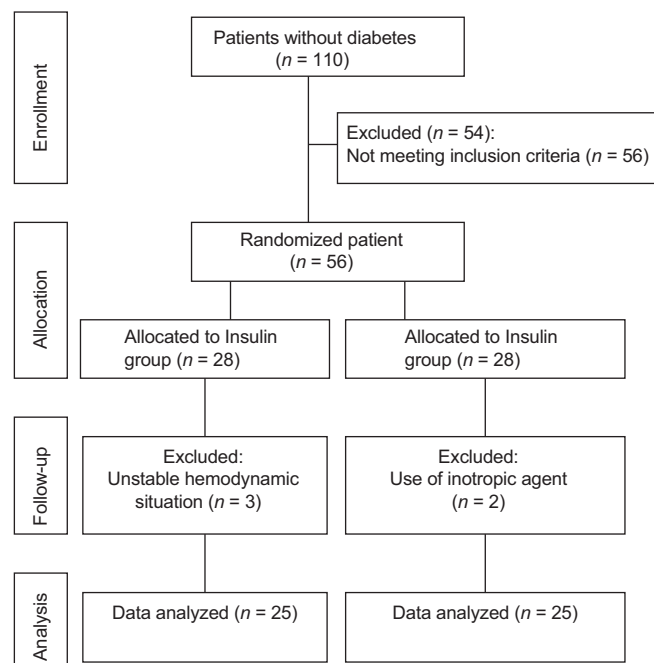 Enrollment
Patients without diabetes
(n = 110)
Excluded (n = 54):
Not meeting inclusion criteria (n = 56)
Allocation
Randomized patient
(n = 56)
Allocated to Insulin
group (n = 28)
Allocated to Insulin
group (n = 28)
Follow-up
Excluded:
Unstable hemodynamic
situation (n = 3)
Excluded:
Use of inotropic agent
(n = 2)
Analysis
Data analyzed (n = 25)
Data analyzed (n = 25)